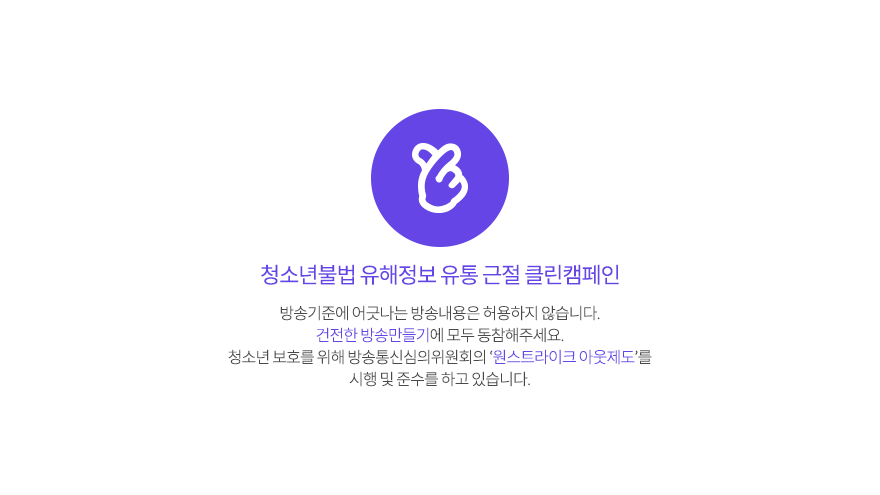 청소년불법 유해정보 유통 근절 클린캠페인
방송기준에 어긋나는 방송내용은 허용하지 않습니다.
건전한 방송만들기에 모두 동참해주세요.
청소년 보호를 위해 방송통신심의위원회의 '원스트라이크 아웃제도'를
시행 및 준수를 하고 있습니다.